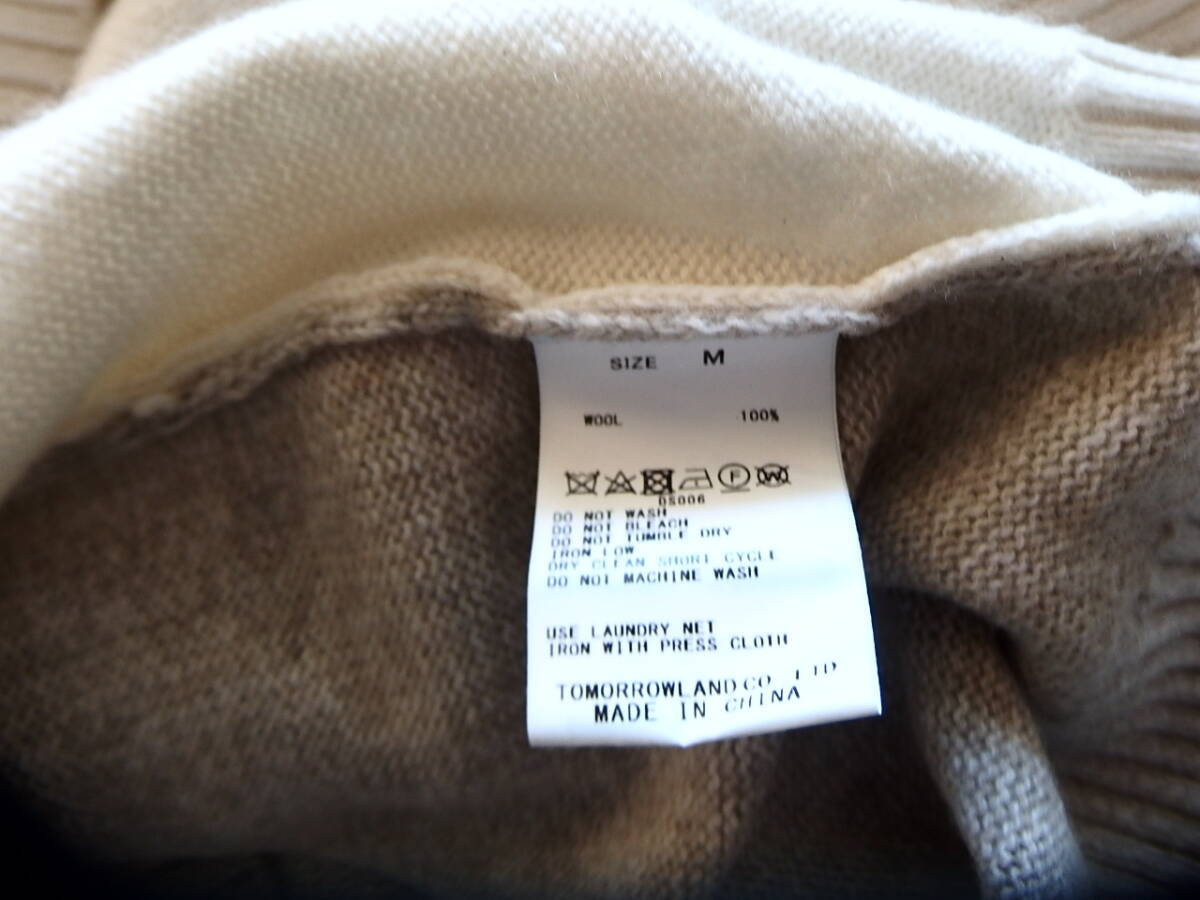 SIZE M
WOOL 100%
F W
DS006
DO NOT WASH
DO NOT BLEACH
DO NOT TUMBLE DRY
IRON LOW
DRY CLEAN SHORT CYCLE
DO NOT MACHINE WASH
USE LAUNDRY NET
IRON WITH PRESS CLOTH
TOMORROWLAND CO. LTD
MADE IN CHINA